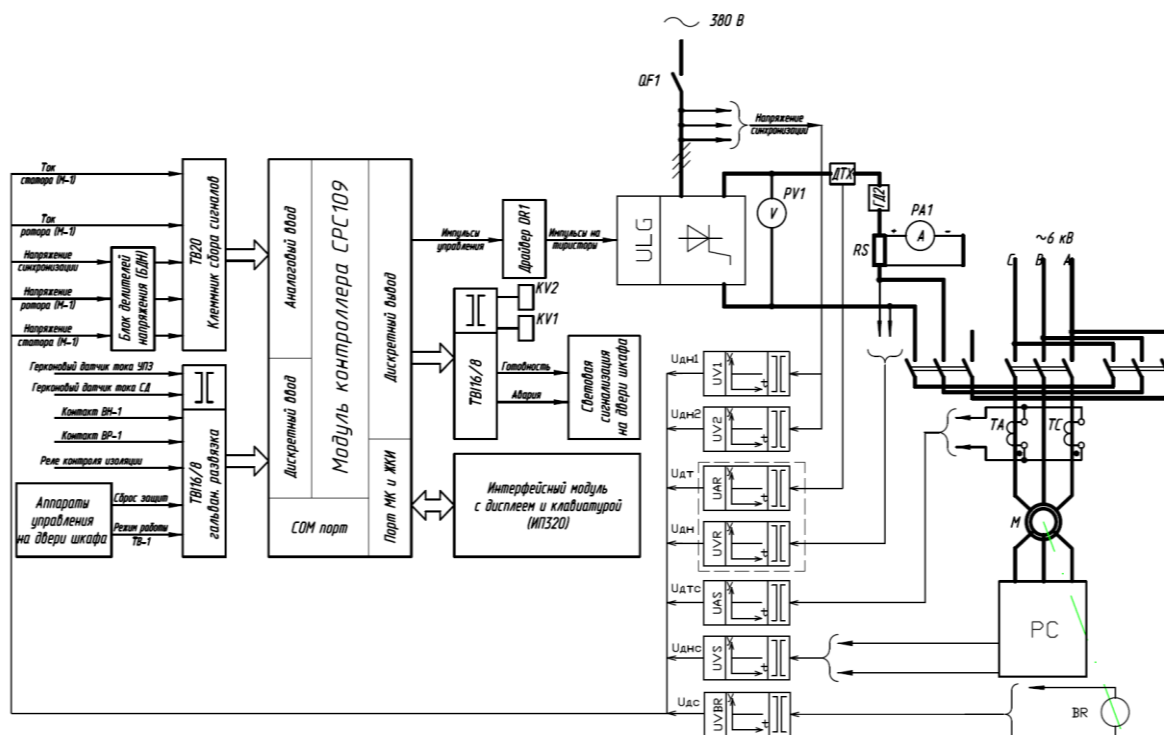 380 В
QF1
Напряжение
синхронизации
Ток
статора (М-1)
Ток
ротора (М-1)
Напряжение
синхронизации
Напряжение
ротора (М-1)
Напряжение
статора (М-1)
Блок делителей
напряжения (БДН)
ТВ20
Клеммник сбора сигналов
Герконовый датчик тока УПЗ
Герконовый датчик тока СД
Контакт ВН-1
Контакт ВР-1
Реле контроля изоляции
Аппараты
управления
на двери шкафа
Сброс защит
Режим работы
ТВ-1
ТВI16/8
гальван. развязка
Аналоговый ввод
Дискретный ввод
Модуль контроллера CPC109
COM порт
Дискретный вывод
Порт МК и ЖКИ
Импульсы
управления
Драйвер DR1
Импульсы на
тиристоры
KV2
KV1
ТВI16/8
Готовность
Авария
Световая
сигнализация
на двери шкафа
Интерфейсный модуль
с дисплеем и клавиатурой
(ИП320)
ULG
PV1
V
ДТХ
ГД2
PA1
+ A -
RS
~6 кВ
C B A
TA
TC
M
PC
BR
Uдн1
UV1
Uдн2
UV2
Uдт
UAR
Uдн
UVR
Uдтс
UAS
Uднс
UVS
Uдс
UVBR